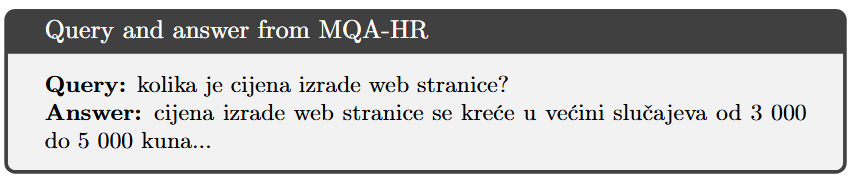 Query and answer from MQA-HR
Query: kolika je cijena izrade web stranice?
Answer: cijena izrade web stranice se kreće u većini slučajeva od 3 000
do 5 000 kuna...